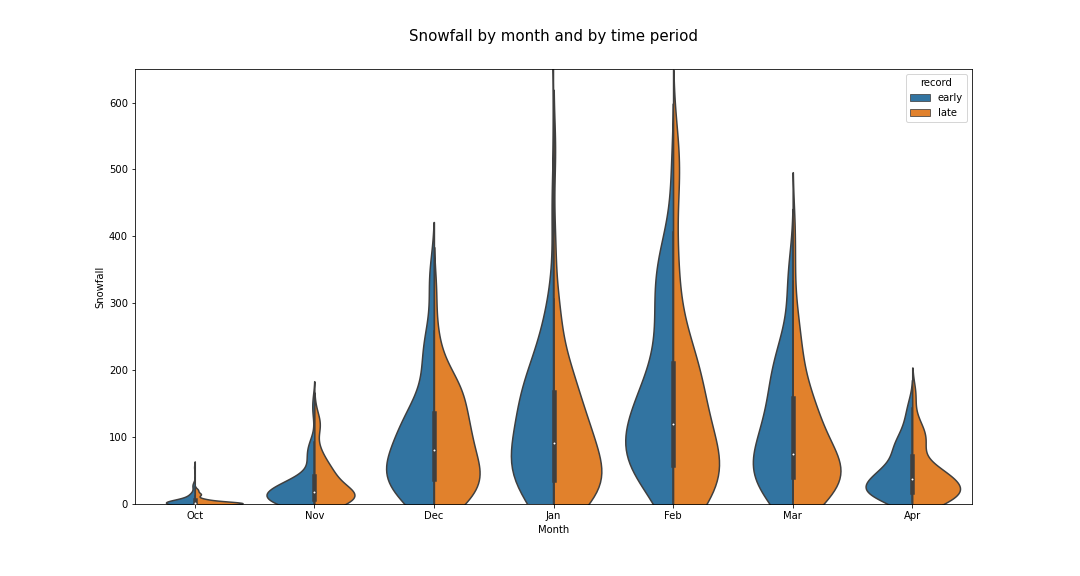 Snowfall by month and by time period
record
early
late
600
500
400
300
200
100
0
Snowfall
Oct Nov Dec Jan Feb Mar Apr
Month